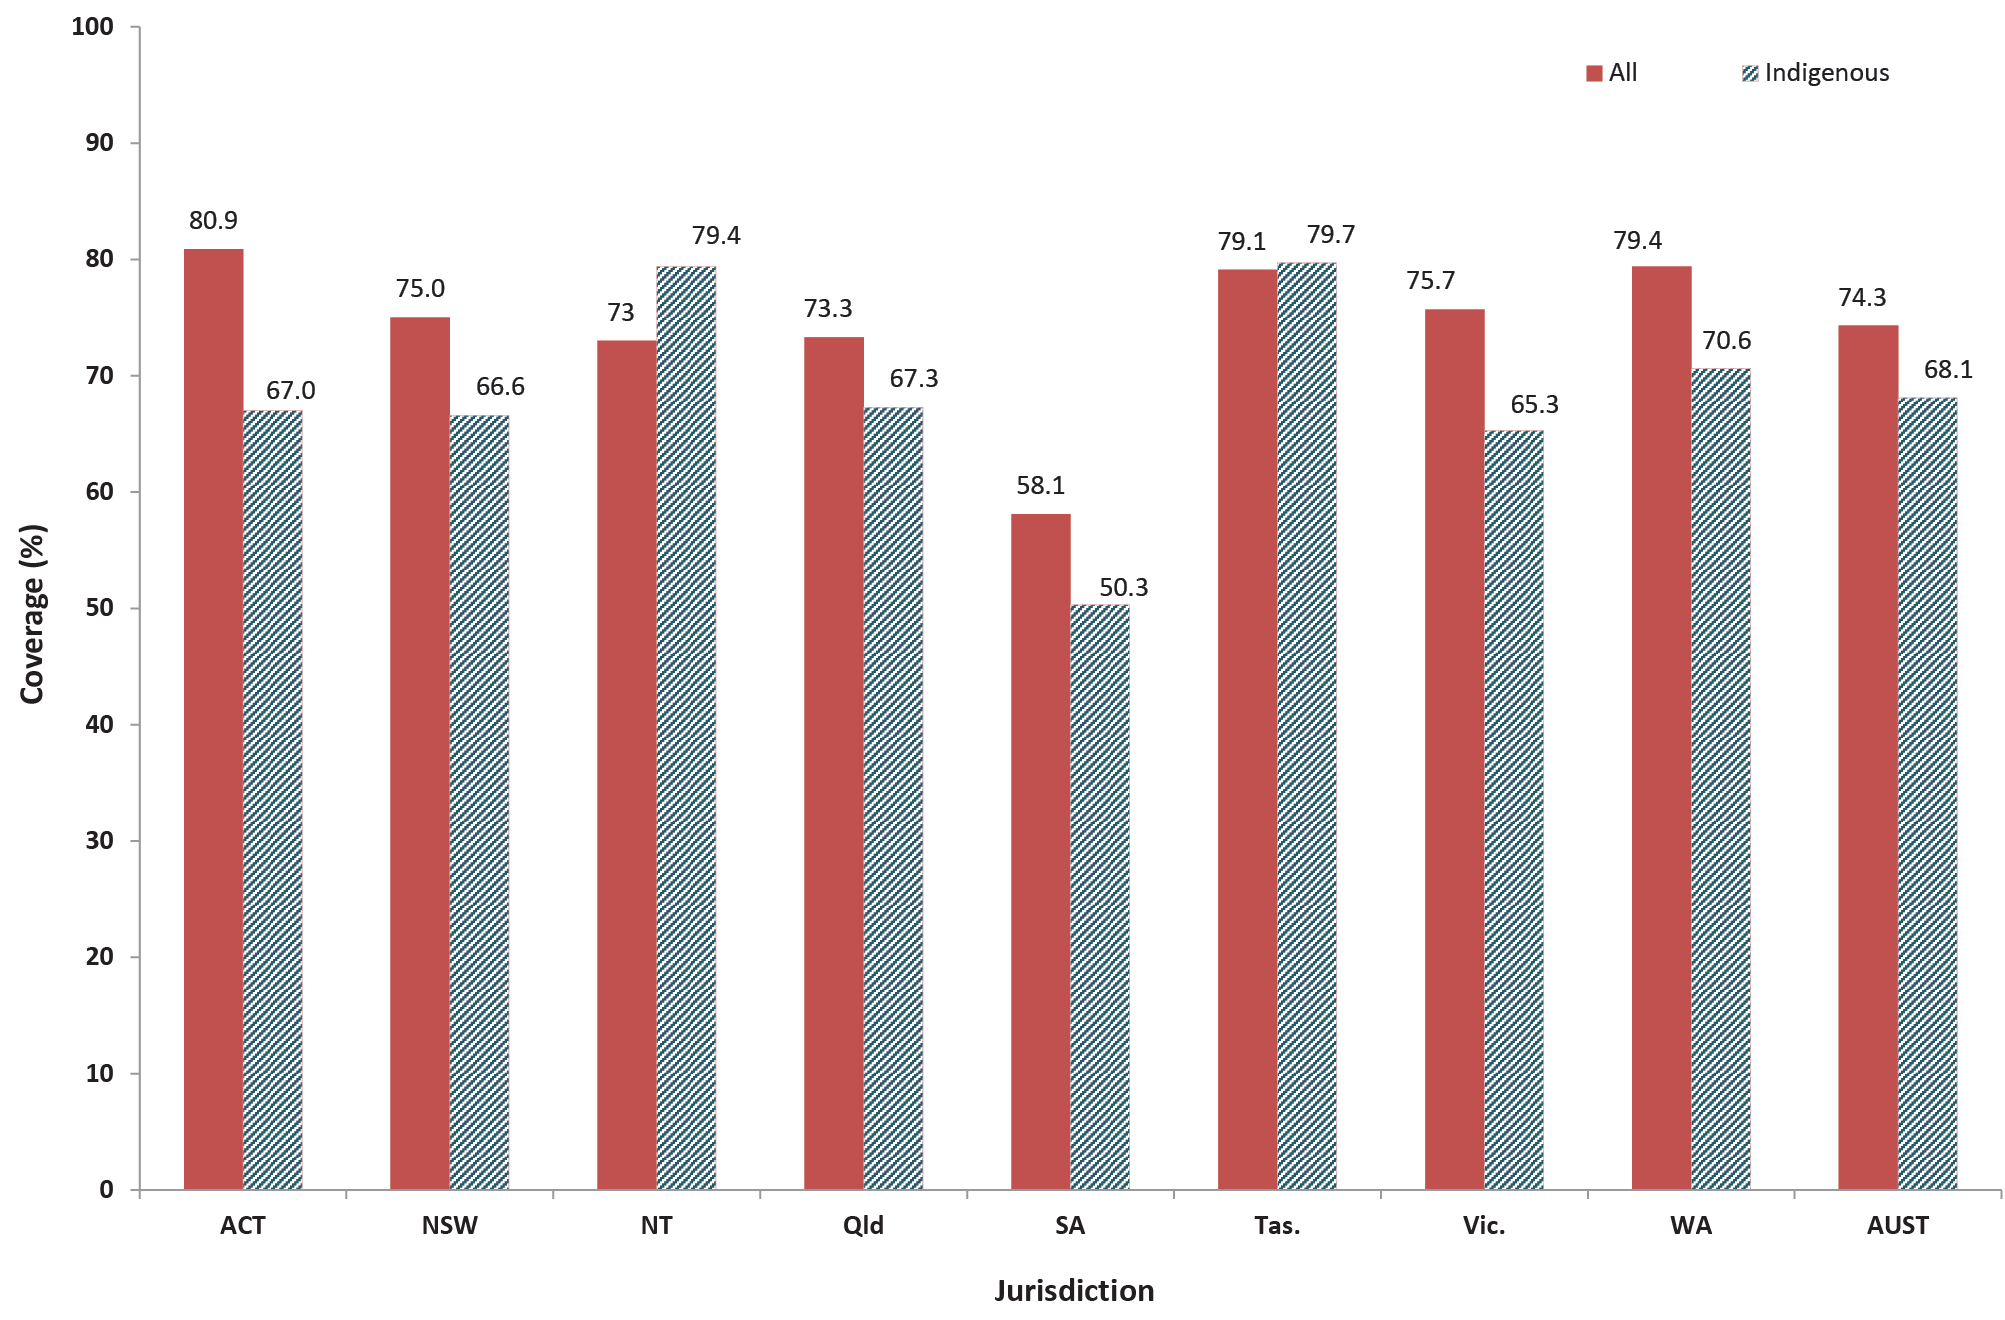 100
90
80
70
60
50
40
30
20
10
0
Coverage (%)
All
Indigenous
80.9
67.0
75.0
66.6
73
79.4
73.3
67.3
58.1
50.3
79.1
79.7
75.7
65.3
79.4
70.6
74.3
68.1
ACT
NSW
NT
Qld
SA
Tas.
Vic.
WA
AUST
Jurisdiction